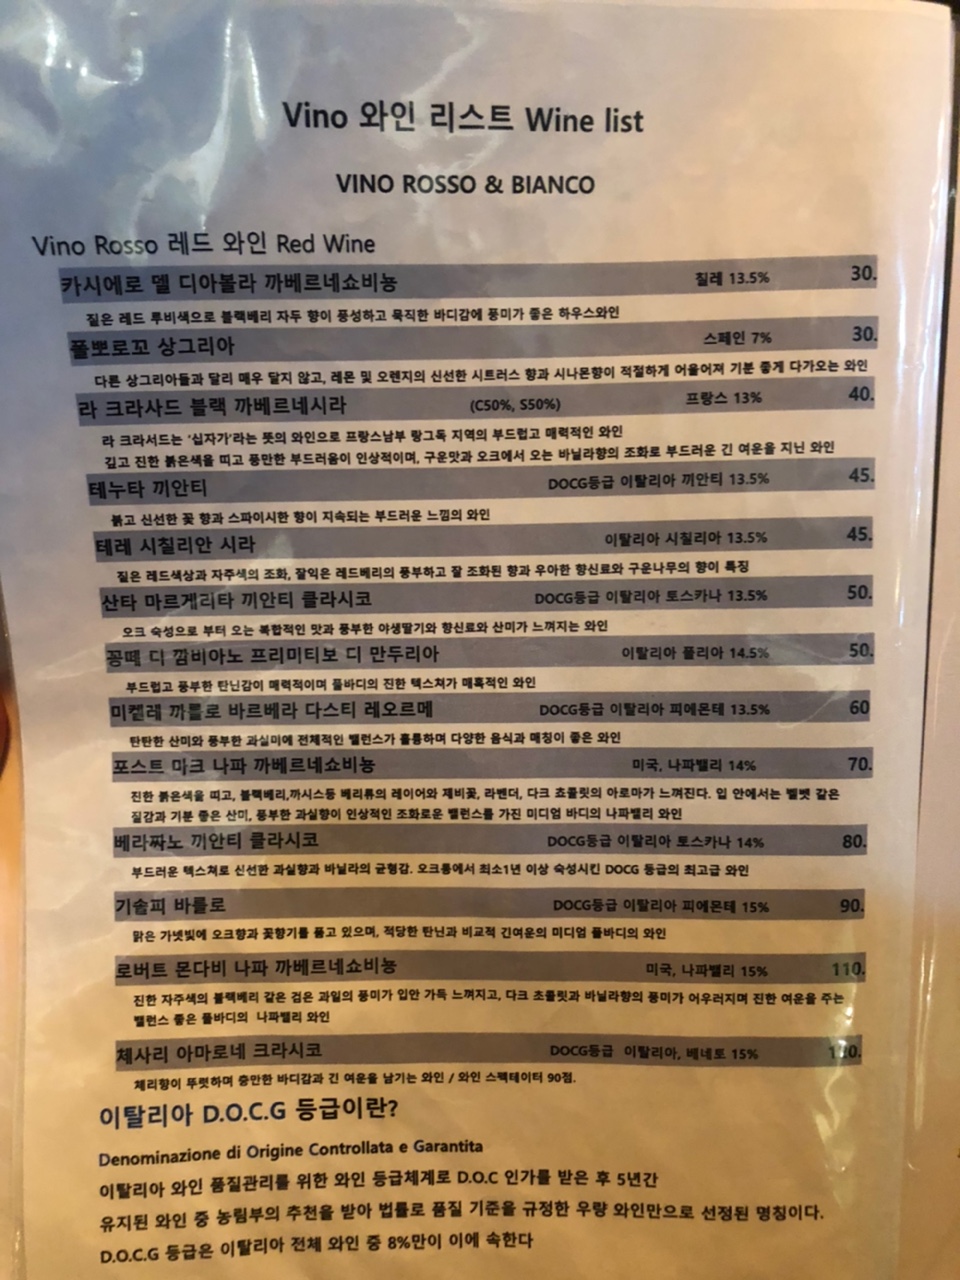 Vino 와인 리스트 Wine list
VINO ROSSO & BIANCO
Vino Rosso 레드 와인 Red Wine
카시에로 델 디아볼라 까베르네쇼비뇽 칠레 13.5% 30.
짙은 레드 루비색으로 블랙베리 자두 향이 풍성하고 묵직한 바디감에 풍미가 좋은 하우스와인
폴뽀로꼬 상그리아 스페인 7% 30.
다른 상그리아들과 달리 매우 달지 않고, 레몬 및 오렌지의 신선한 시트러스 향과 시나몬향이 적절하게 어울어져 기분 좋게 다가오는 와인
라 크라사드 블랙 까베르네시라 (C50%, S50%) 프랑스 13% 40.
라 크라서드는 '십자가'라는 뜻의 와인으로 프랑스남부 랑그독 지역의 부드럽고 매력적인 와인
깊고 진한 붉은색을 띠고 풍만한 부드러움이 인상적이며, 구운맛과 오크에서 오는 바닐라향의 조화로 부드러운 긴 여운을 지닌 와인
테누타 끼안티 DOCG등급 이탈리아 끼안티 13.5% 45.
붉고 신선한 꽃 향과 스파이시한 향이 지속되는 부드러운 느낌의 와인
테레 시칠리안 시라 이탈리아 시칠리아 13.5% 45.
짙은 레드색상과 자주색의 조화, 잘익은 레드베리의 풍부하고 잘 조화된 향과 우아한 향신료와 구운나무의 향이 특징
산타 마르게리타 끼안티 클라시코 DOCG등급 이탈리아 토스카나 13.5% 50.
오크 숙성으로 부터 오는 복합적인 맛과 풍부한 야생딸기와 향신료와 산미가 느껴지는 와인
꽁떼 디 깜비아노 프리미티보 디 만두리아 이탈리아 풀리아 14.5% 50.
부드럽고 풍부한 탄닌감이 매력적이며 풀바디의 진한 텍스쳐가 매혹적인 와인
미켈레 까를로 바르베라 다스티 레오르메 DOCG등급 이탈리아 피에몬테 13.5% 60
탄탄한 산미와 풍부한 과실미에 전체적인 밸런스가 훌륭하며 다양한 음식과 매칭이 좋은 와인
포스트 마크 나파 까베르네쇼비뇽 미국, 나파밸리 14% 70.
진한 붉은색을 띠고, 블랙베리,까시스등 베리류의 레이어와 제비꽃, 라벤더, 다크 쵸콜릿의 아로마가 느껴진다. 입 안에서는 벨벳 같은
질감과 기분 좋은 산미, 풍부한 과실향이 인상적인 조화로운 밸런스를 가진 미디엄 바디의 나파밸리 와인
베라짜노 끼안티 클라시코 DOCG등급 이탈리아 토스카나 14% 80.
부드러운 텍스쳐로 신선한 과실향과 바닐라의 균형감. 오크통에서 최소1년 이상 숙성시킨 DOCG 등급의 최고급 와인
기솔피 바롤로 DOCG등급 이탈리아 피에몬테 15% 90.
맑은 가넷빛에 오크향과 꽃향기를 품고 있으며, 적당한 탄닌과 비교적 긴여운의 미디엄 풀바디의 와인
로버트 몬다비 나파 까베르네쇼비뇽 미국, 나파밸리 15% 110.
진한 자주색의 블랙베리 같은 검은 과일의 풍미가 입안 가득 느껴지고, 다크 초콜릿과 바닐라향의 풍미가 어우러지며 진한 여운을 주는
밸런스 좋은 풀바디의 나파밸리 와인
체사리 아마로네 크라시코 DOCG등급 이탈리아, 베네토 15%
체리향이 뚜렷하며 충만한 바디감과 긴 여운을 남기는 와인 / 와인 스펙테이터 90점.
이탈리아 D.O.C.G 등급이란?
Denominazione di Origine Controllata e Garantita
이탈리아 와인 품질관리를 위한 와인 등급체계로 D.O.C 인가를 받은 후 5년간
유지된 와인 중 농림부의 추천을 받아 법률로 품질 기준을 규정한 우량 와인만으로 선정된 명칭이다.
D.O.C.G 등급은 이탈리아 전체 와인 중 8%만이 이에 속한다